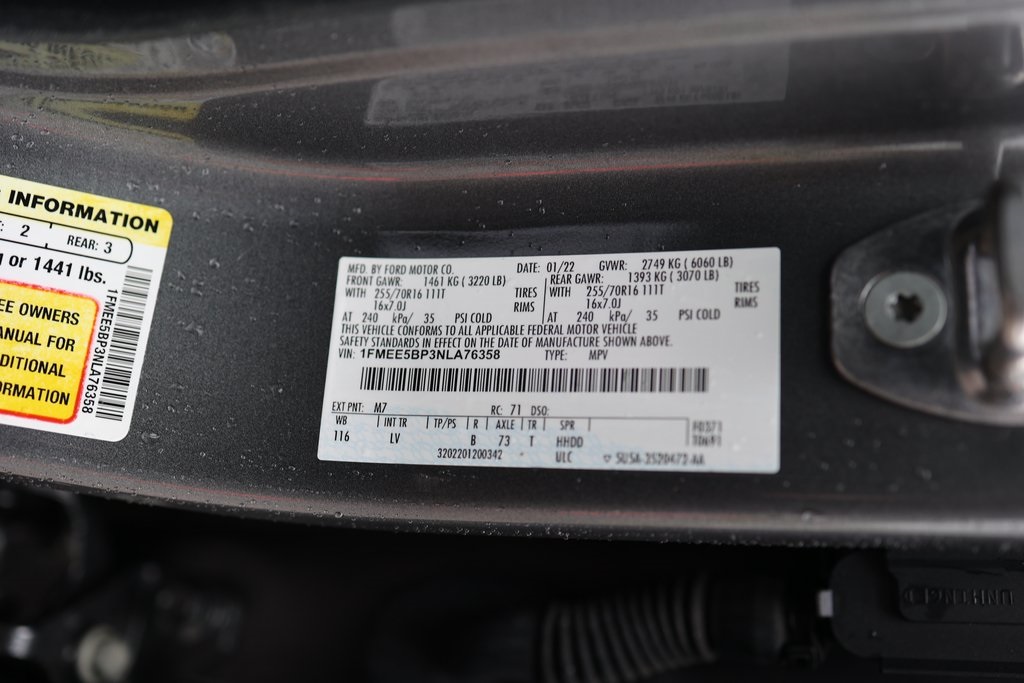 INFORMATION
2 REAR: 3
or 1441 lbs.
EE OWNERS
ANUAL FOR
DITIONAL
ORMATION
1FMEE5BP3NLA76358
MFD. BY FORD MOTOR CO. DATE: 01/22 GVWR: 2749 KG ( 6060 LB)
FRONT GAWR: 1461 KG ( 3220 LB) REAR GAWR: 1393 KG ( 3070 LB)
WITH 255/70R16 111T TIRES WITH 255/70R16 111T TIRES
16x7.0J RIMS 16x7.0J RIMS
AT 240 kPa/ 35 PSI COLD AT 240 kPa/ 35 PSI COLD
THIS VEHICLE CONFORMS TO ALL APPLICABLE FEDERAL MOTOR VEHICLE
SAFETY STANDARDS IN EFFECT ON THE DATE OF MANUFACTURE SHOWN ABOVE.
VIN: 1FMEE5BP3NLA76358 TYPE: MPV
EXT PNT: M7 RC: 71 DSO:
WB INT TR TP/PS R AXLE TR SPR
116 LV B 73 T HHDD
3202201200342 ULC